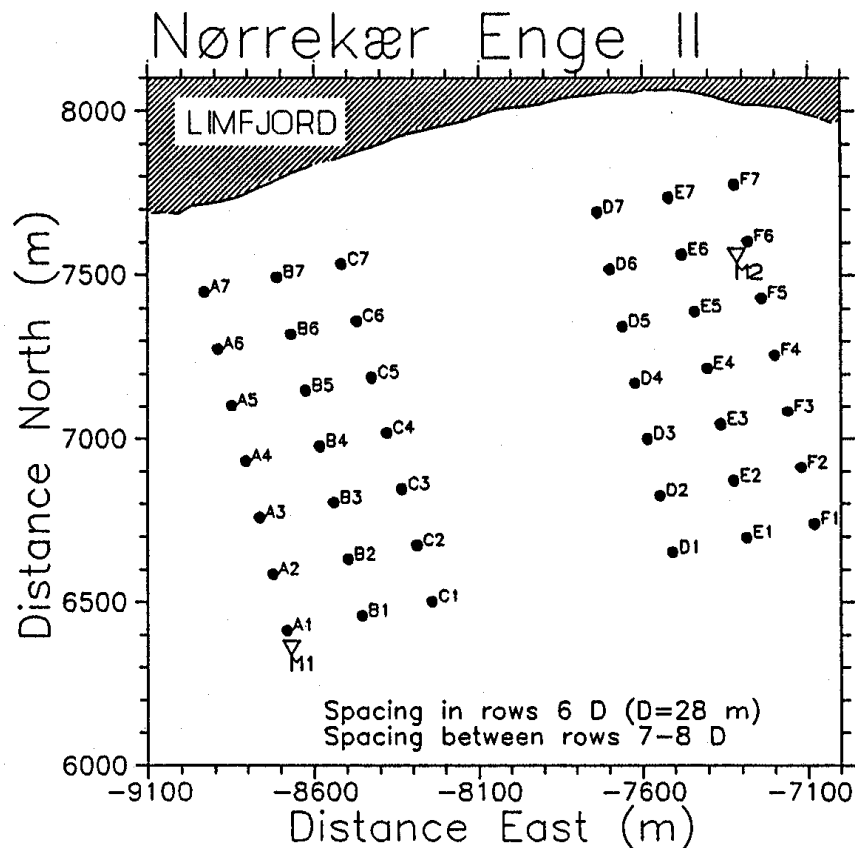 Nørrekær Enge II
8000
LIMFJORD
F7
E7
D7
F6
C7
E6
7500
B7
D6
M2
A7
F5
C6
E5
B6
D5
A6
F4
C5
E4
B5
D4
A5
F3
C4
E3
7000
B4
D3
A4
F2
C3
E2
B3
D2
A3
F1
C2
E1
B2
D1
A2
6500
C1
B1
A1
M1
Spacing in rows 6 D (D=28 m)
Spacing between rows 7-8 D
6000
-9100 -8600 -8100 -7600 -7100
Distance East (m)
Distance North (m)